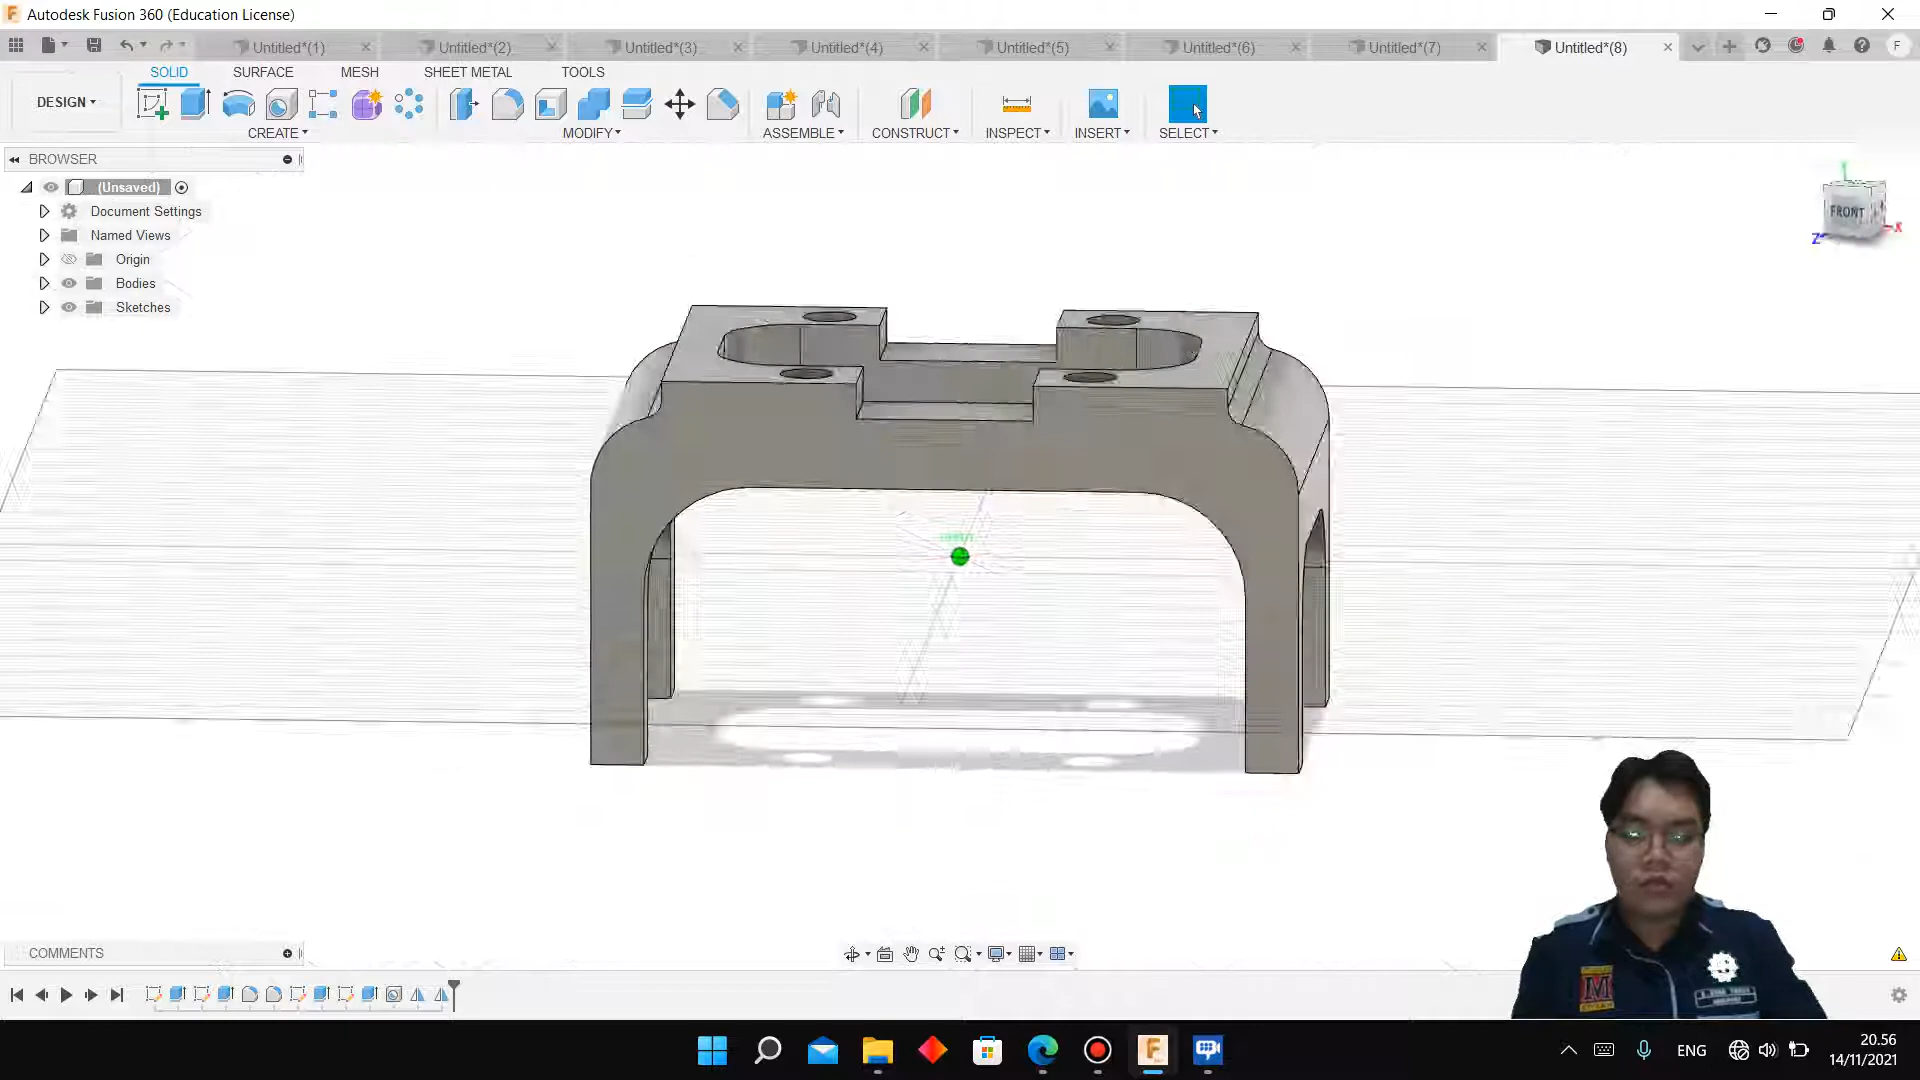 Autodesk Fusion 360 (Education License)
Untitled*(1)
Untitled*(2)
Untitled*(3)
Untitled*(4)
Untitled*(5)
Untitled*(6)
Untitled*(7)
Untitled*(8)
F
SOLID
SURFACE
MESH
SHEET METAL
TOOLS
DESIGN
CREATE
MODIFY
ASSEMBLE
CONSTRUCT
INSPECT
INSERT
SELECT
BROWSER
(Unsaved)
Document Settings
Named Views
Origin
Bodies
Sketches
Y
FRONT
X
Z
M
COMMENTS
F
ENG
20.56
14/11/2021